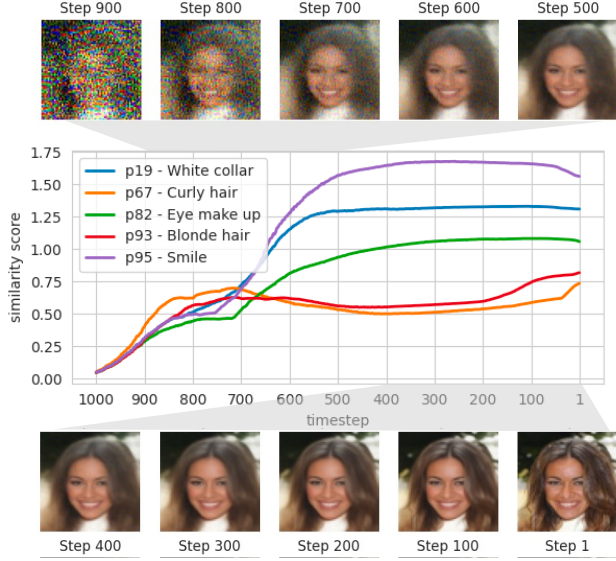 Step 900 Step 800 Step 700 Step 600 Step 500
similarity score
1.75
1.50
1.25
1.00
0.75
0.50
0.25
0.00
p19 - White collar
p67 - Curly hair
p82 - Eye make up
p93 - Blonde hair
p95 - Smile
1000 900 800 700 600 500 400 300 200 100 1
timestep
Step 400 Step 300 Step 200 Step 100 Step 1